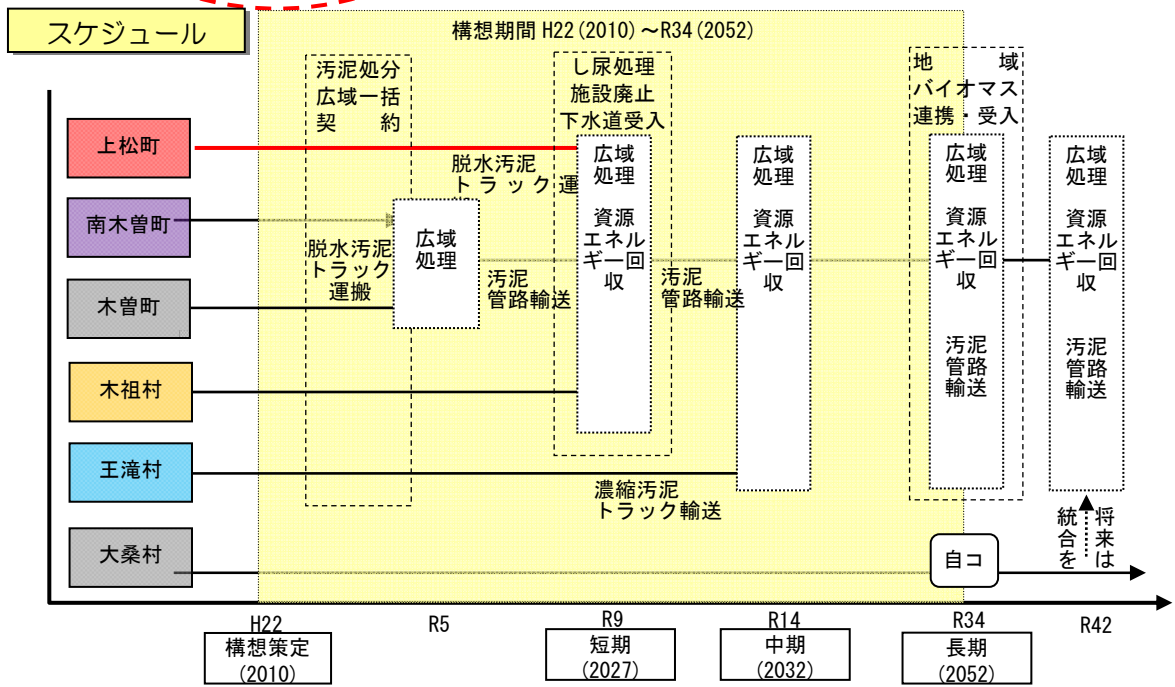 スケジュール
構想期間 H22(2010)～R34(2052)
汚泥処分
広域一括
契　　約
し尿処理
施設廃止
下水道受入
地　　域
バイオマス
連携・受入
上松町
南木曽町
木曽町
木祖村
王滝村
大桑村
脱水汚泥
トラック運
脱水汚泥
トラック
運搬
広域
処理
汚泥
管路輸送
広域
処理
資源
エネル
ギー回
収
汚泥
管路輸送
広域
処理
資源
エネル
ギー回
収
広域
処理
資源
エネル
ギー回
収
汚泥
管路
輸送
広域
処理
資源
エネル
ギー回
収
汚泥
管路
輸送
濃縮汚泥
トラック輸送
自コ
将来は
統合を
H22
R5
R9
R14
R34
R42
構想策定
(2010)
短期
(2027)
中期
(2032)
長期
(2052)